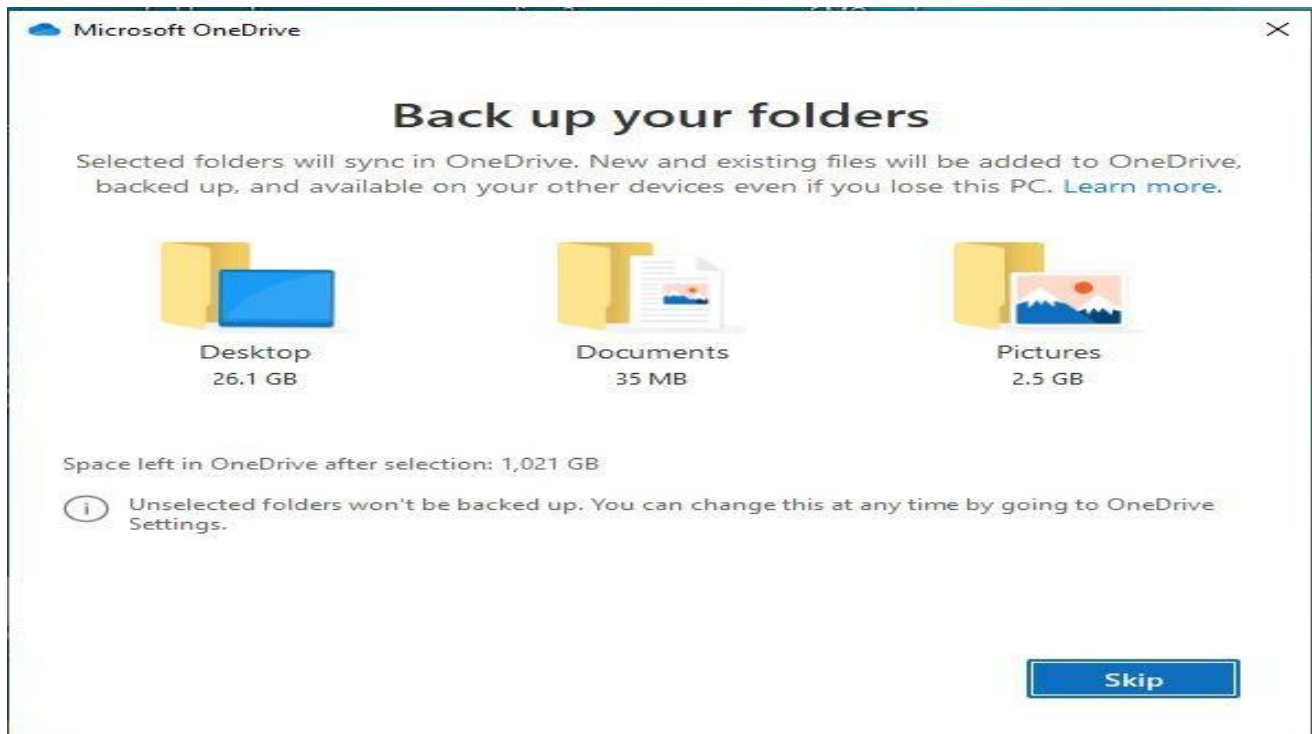 Microsoft OneDrive
Back up your folders
Selected folders will sync in OneDrive. New and existing files will be added to OneDrive,
backed up, and available on your other devices even if you lose this PC. Learn more.
Desktop
26.1 GB
Documents
35 MB
Pictures
2.5 GB
Space left in OneDrive after selection: 1,021 GB
Unselected folders won't be backed up. You can change this at any time by going to OneDrive
Settings.
Skip